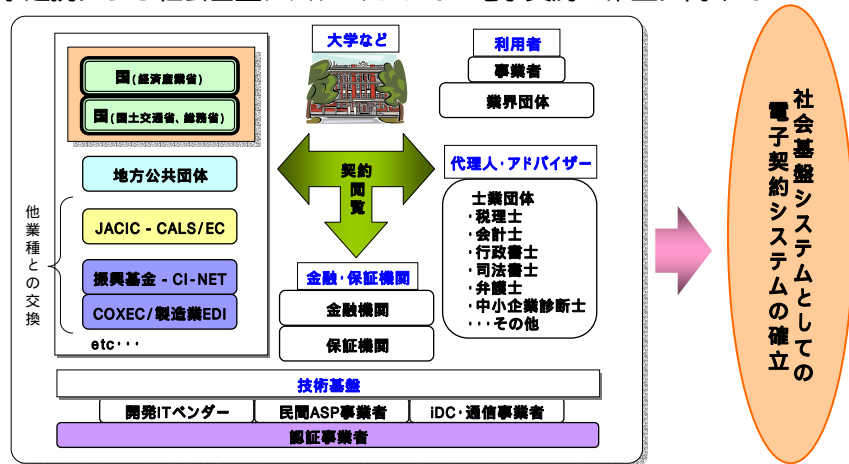 大学など
利用者
事業者
業界団体
国(経済産業省)
国(国土交通省、総務省)
地方公共団体
JACIC - CALS/EC
振興基金 - CI-NET
COXEC/製造業EDI
etc・・・
他業種との交換
契約
閲覧
代理人・アドバイザー
士業団体
・税理士
・会計士
・行政書士
・司法書士
・弁護士
・中小企業診断士
・・・その他
金融・保証機関
金融機関
保証機関
技術基盤
開発ITベンダー
民間ASP事業者
iDC・通信事業者
認証事業者
社会基盤システムとしての
電子契約システムの確立